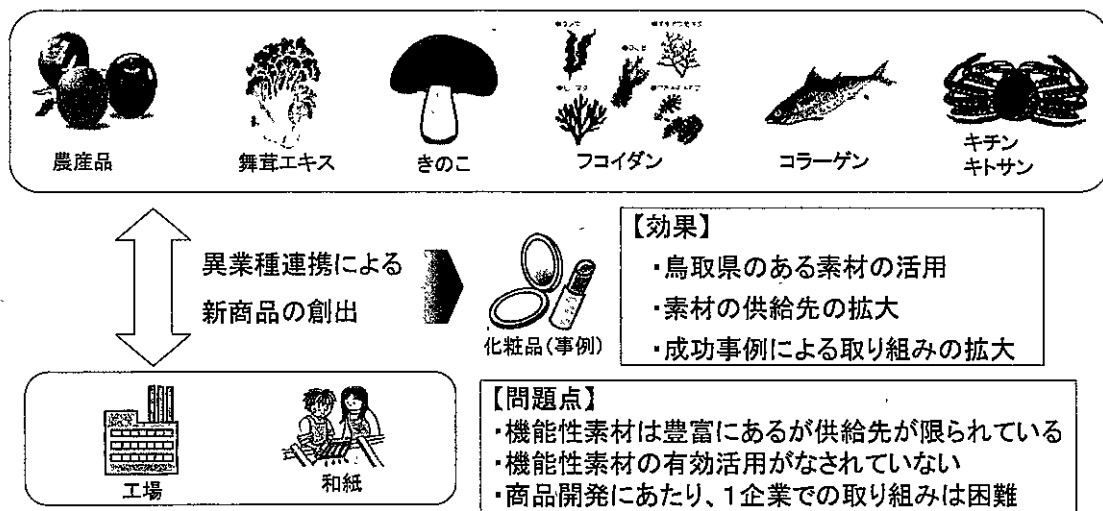 農産品
舞茸エキス
きのこ
フコイダン
コラーゲン
キチン
キトサン
異業種連携による
新商品の創出
化粧品(事例)
【効果】
・鳥取県のある素材の活用
・素材の供給先の拡大
・成功事例による取り組みの拡大
工場
和紙
【問題点】
・機能性素材は豊富にあるが供給先が限られている
・機能性素材の有効活用がなされていない
・商品開発にあたり、1企業での取り組みは困難